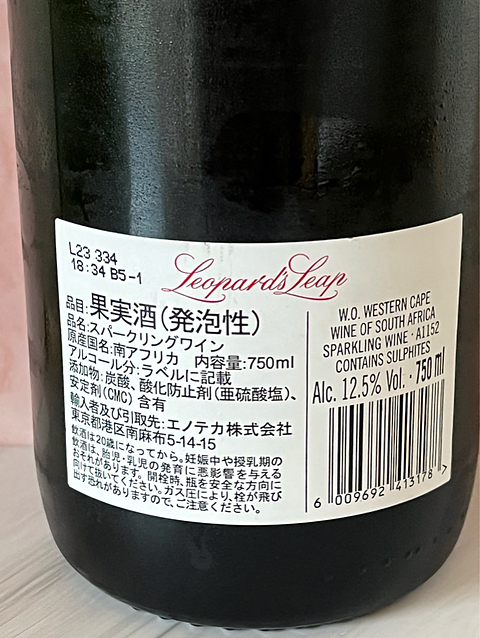 L23 334
18:34 B5-1
Leopard's Leap
品目:果実酒(発泡性)
品名:スパークリングワイン
原産国名:南アフリカ 内容量:750ml
アルコール分:ラベルに記載
添加物:炭酸、酸化防止剤(亜硫酸塩)、
安定剤(CMG)含有
輸入者及び引取先:エノテカ株式会社
東京都港区南麻布5-14-15
飲酒は20歳になってから。妊娠中や授乳期の
飲酒は、胎児・乳児の発育に悪影響を与える
おそれがあります。開栓時、瓶を安全な方向に
向けて抜いてください。ガス圧により、栓が飛び
出す恐れがありますので、ご注意ください。
W.O. WESTERN CAPE
WINE OF SOUTH AFRICA
SPARKLING WINE · A1152
CONTAINS SULPHITES
Alc. 12.5% Vol. · 750 ml
6 009692 413178 >